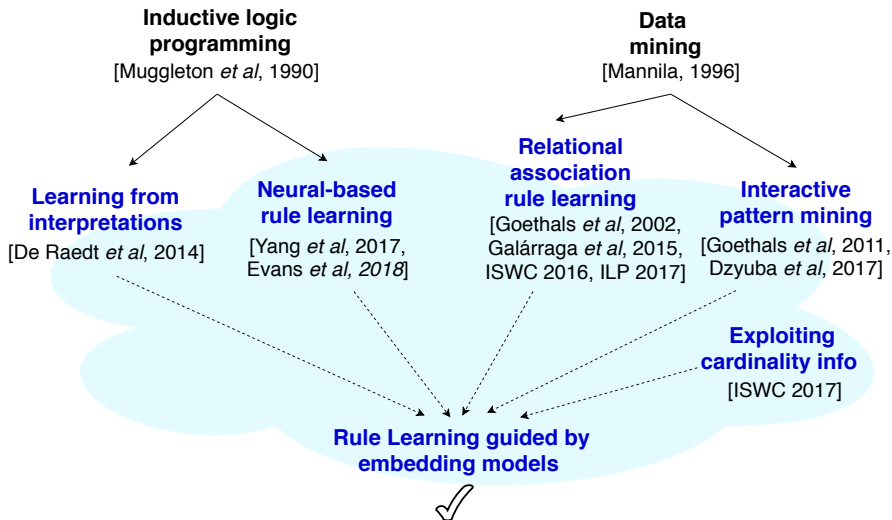 Inductive logic
programming
[Muggleton et al, 1990]
Data
mining
[Mannila, 1996]
Learning from
interpretations
[De Raedt et al, 2014]
Neural-based
rule learning
[Yang et al, 2017,
Evans et al, 2018]
Relational
association
rule learning
[Goethals et al, 2002,
Galárraga et al, 2015,
ISWC 2016, ILP 2017]
Interactive
pattern mining
[Goethals et al, 2011,
Dzyuba et al, 2017]
Exploiting
cardinality info
[ISWC 2017]
Rule Learning guided by
embedding models